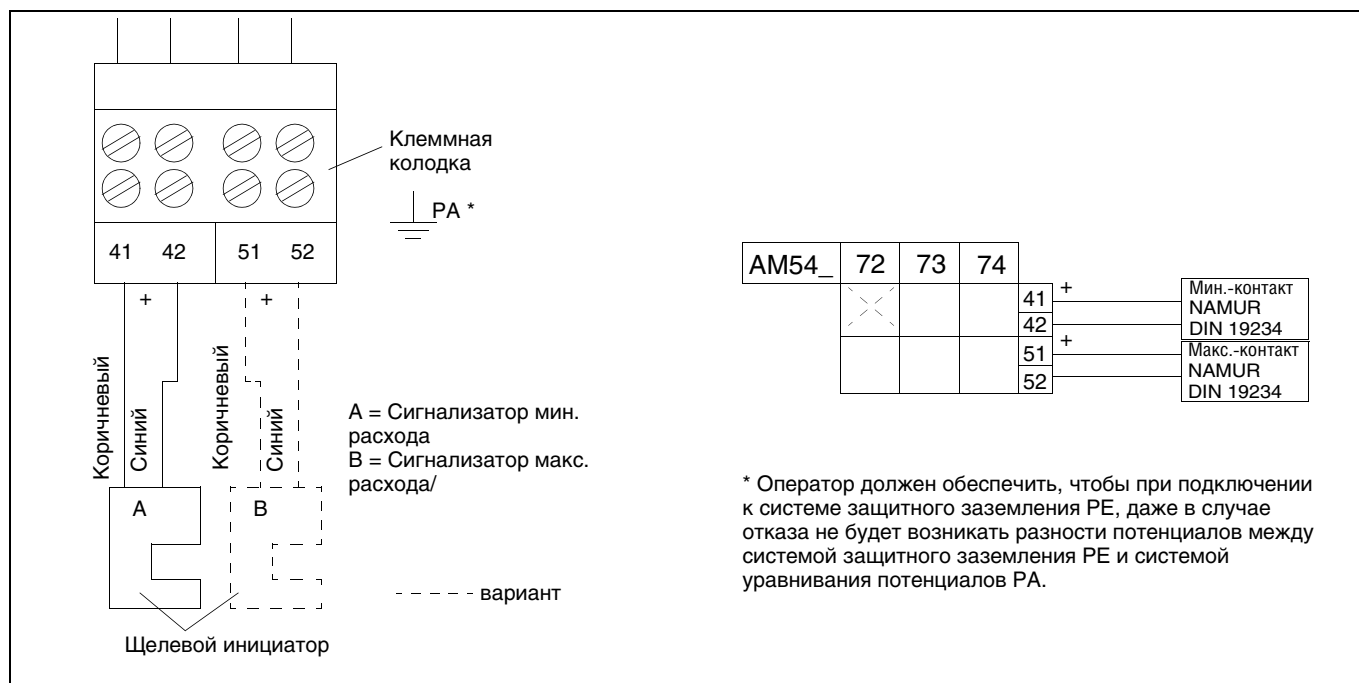 Клеммная
колодка
PA *
41 42 51 52
+ +
Коричневый
Синий
Коричневый
Синий
A = Сигнализатор мин.
расхода
B = Сигнализатор макс.
расхода/
A B
вариант
Щелевой инициатор
AM54_ 72 73 74
41 +
42
51 +
52
Мин.-контакт
NAMUR
DIN 19234
Макс.-контакт
NAMUR
DIN 19234
* Оператор должен обеспечить, чтобы при подключении
к системе защитного заземления PE, даже в случае
отказа не будет возникать разности потенциалов между
системой защитного заземления PE и системой
уравнивания потенциалов PA.